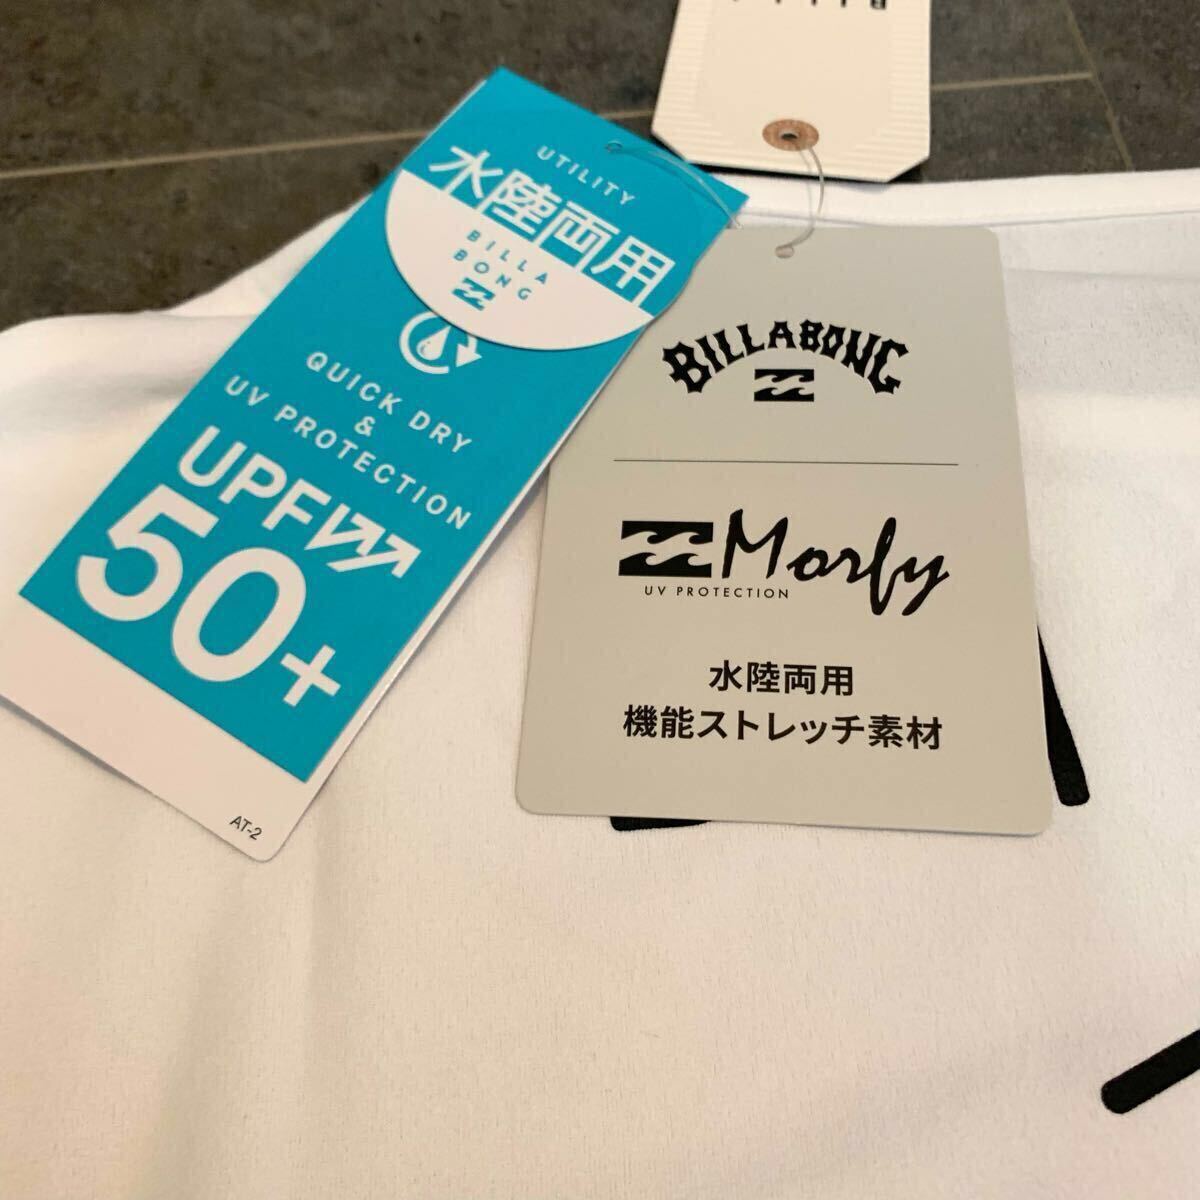 UTILITY
水陸両用
BILLA
BONG
QUICK DRY
&
UV PROTECTION
UPF
50+
AT-2
BILLABONG
Morfy
UV PROTECTION
水陸両用
機能ストレッチ素材